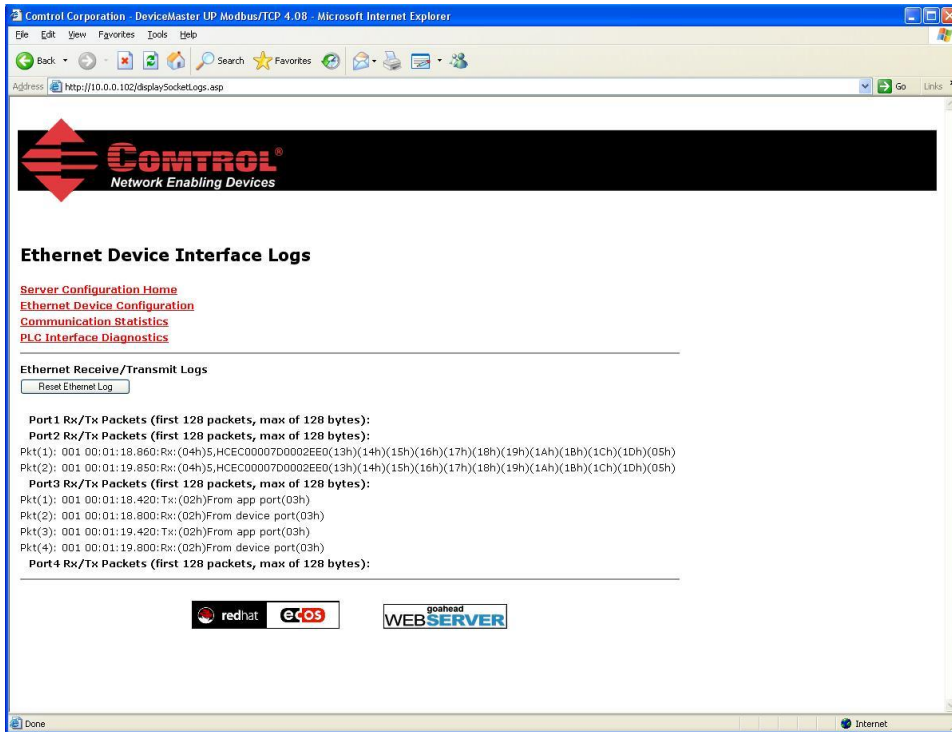 Comtrol Corporation - DeviceMaster UP Modbus/TCP 4.08 - Microsoft Internet Explorer
File Edit View Favorites Tools Help
Back Search Favorites
Address http://10.0.0.102/displaySocketLogs.asp Go Links
COMTROL®
Network Enabling Devices
Ethernet Device Interface Logs
Server Configuration Home
Ethernet Device Configuration
Communication Statistics
PLC Interface Diagnostics
Ethernet Receive/Transmit Logs
Reset Ethernet Log
Port1 Rx/Tx Packets (first 128 packets, max of 128 bytes):
Port2 Rx/Tx Packets (first 128 packets, max of 128 bytes):
Pkt(1): 001 00:01:18.860:Rx:(04h)5,HCEC00007D0002EE0(13h)(14h)(15h)(16h)(17h)(18h)(19h)(1Ah)(1Bh)(1Ch)(1Dh)(05h)
Pkt(2): 001 00:01:19.850:Rx:(04h)5,HCEC00007D0002EE0(13h)(14h)(15h)(16h)(17h)(18h)(19h)(1Ah)(1Bh)(1Ch)(1Dh)(05h)
Port3 Rx/Tx Packets (first 128 packets, max of 128 bytes):
Pkt(1): 001 00:01:18.420:Tx:(02h)From app port(03h)
Pkt(2): 001 00:01:18.800:Rx:(02h)From device port(03h)
Pkt(3): 001 00:01:19.420:Tx:(02h)From app port(03h)
Pkt(4): 001 00:01:19.800:Rx:(02h)From device port(03h)
Port4 Rx/Tx Packets (first 128 packets, max of 128 bytes):
redhat ecos
goahead
WEBSERVER
Done Internet